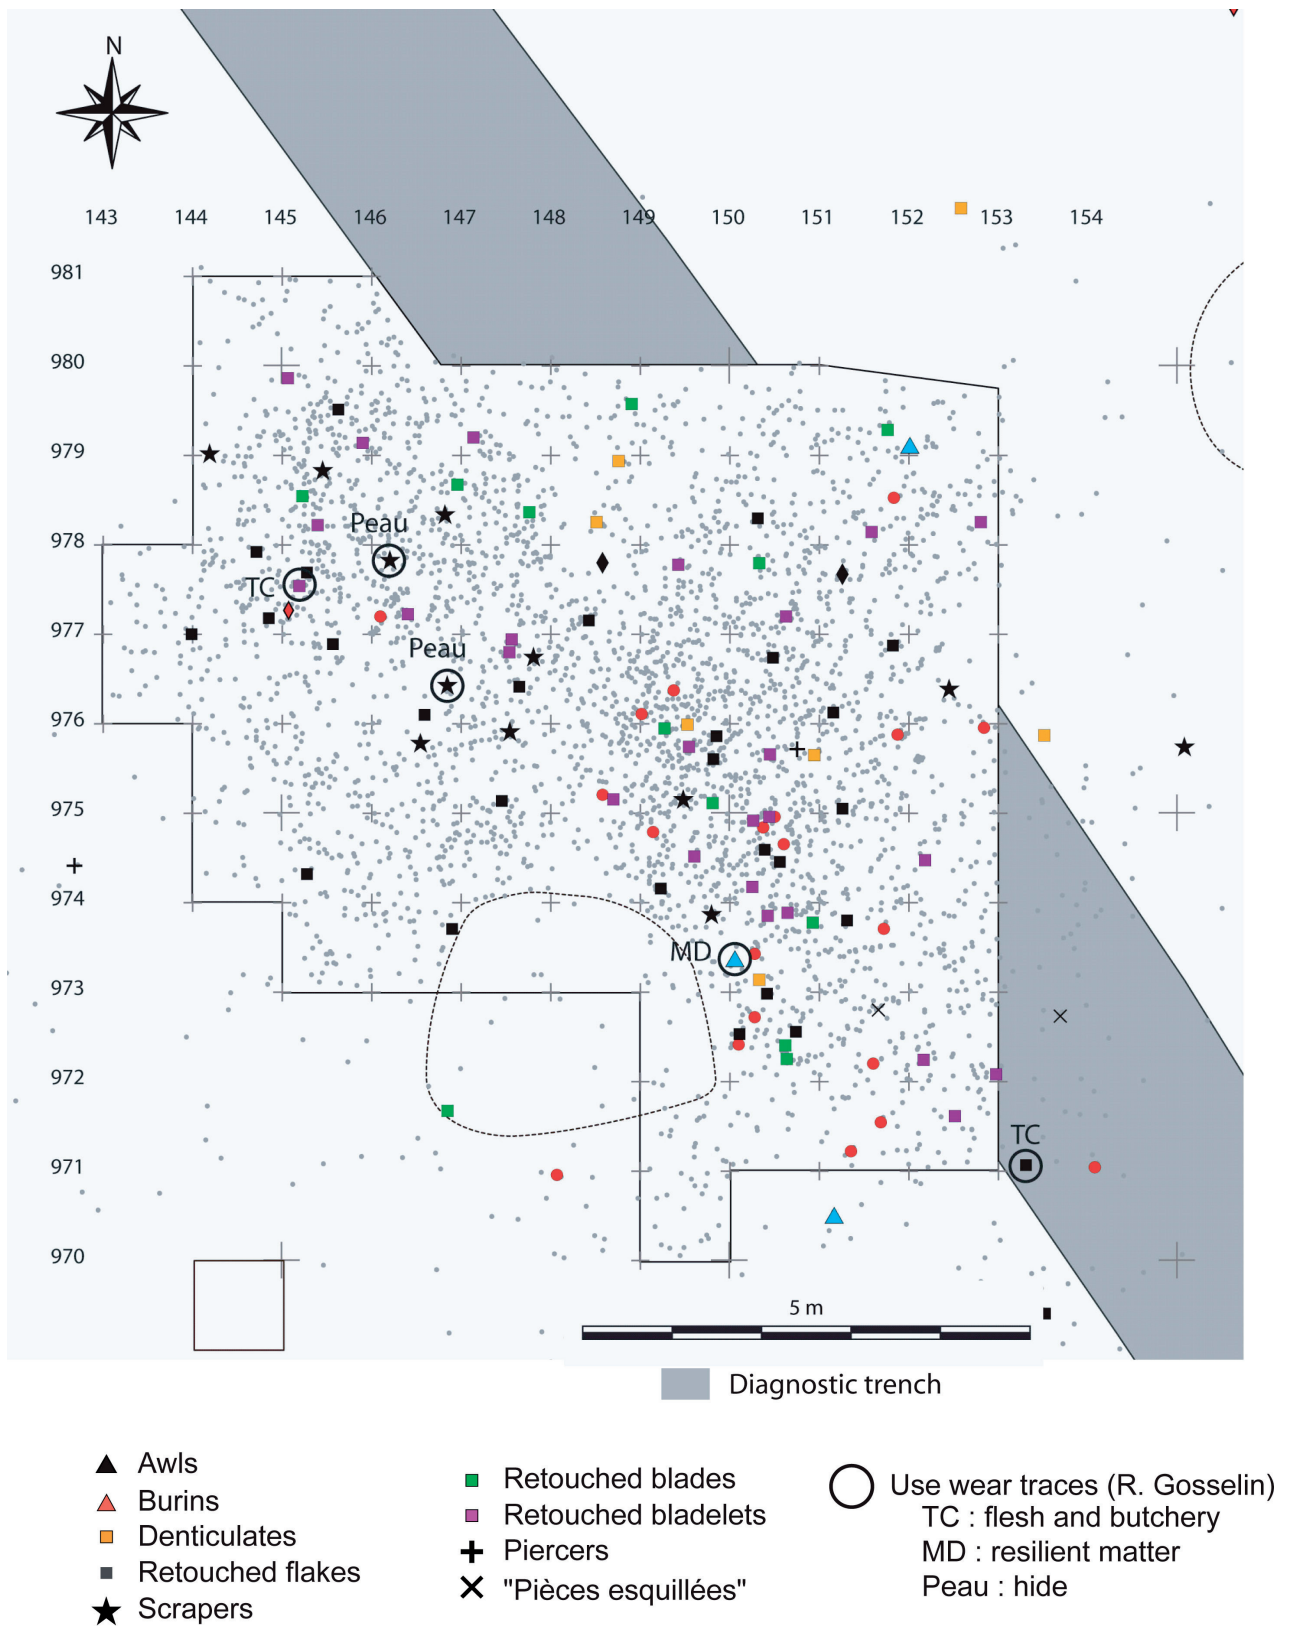 N
143 144 145 146 147 148 149 150 151 152 153 154
981
980
979
978
977
976
975
974
973
972
971
970
Peau
TC
Peau
MD
TC
5 m
Diagnostic trench
Awls
Burins
Denticulates
Retouched flakes
Scrapers
Retouched blades
Retouched bladelets
Piercers
"Pièces esquillées"
Use wear traces (R. Gosselin)
TC : flesh and butchery
MD : resilient matter
Peau : hide